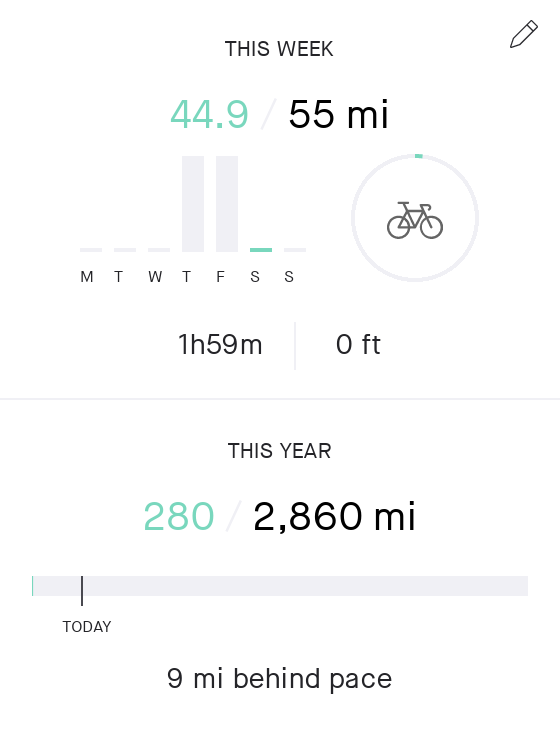 THIS WEEK
44.9 / 55 mi
M T W T F S S
1h59m 0 ft
THIS YEAR
280 / 2,860 mi
TODAY
9 mi behind pace